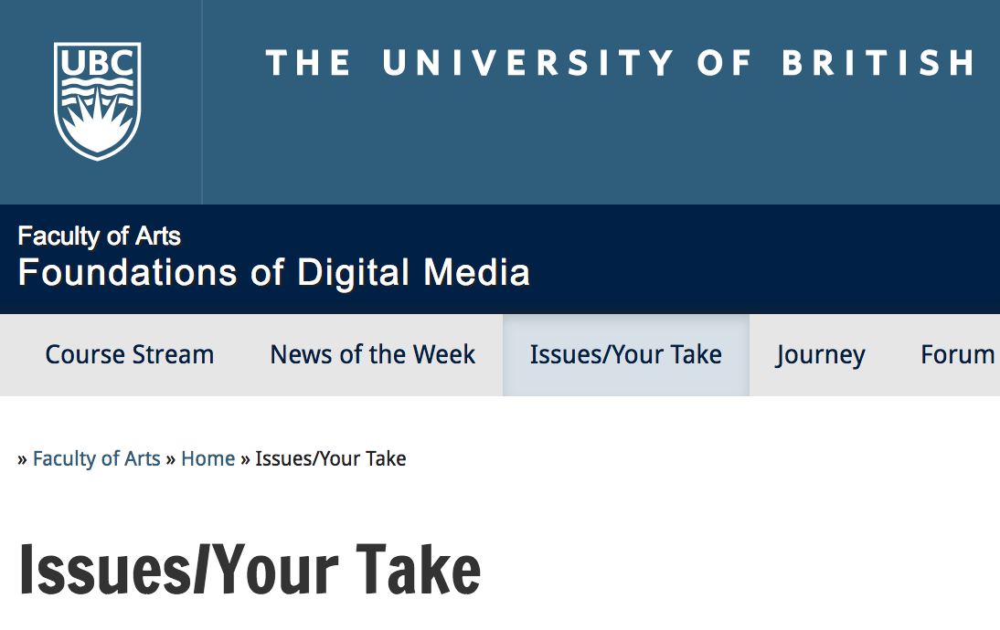 UBC
THE UNIVERSITY OF BRITISH
Faculty of Arts
Foundations of Digital Media
Course Stream News of the Week Issues/Your Take Journey Forum
» Faculty of Arts » Home » Issues/Your Take
Issues/Your Take